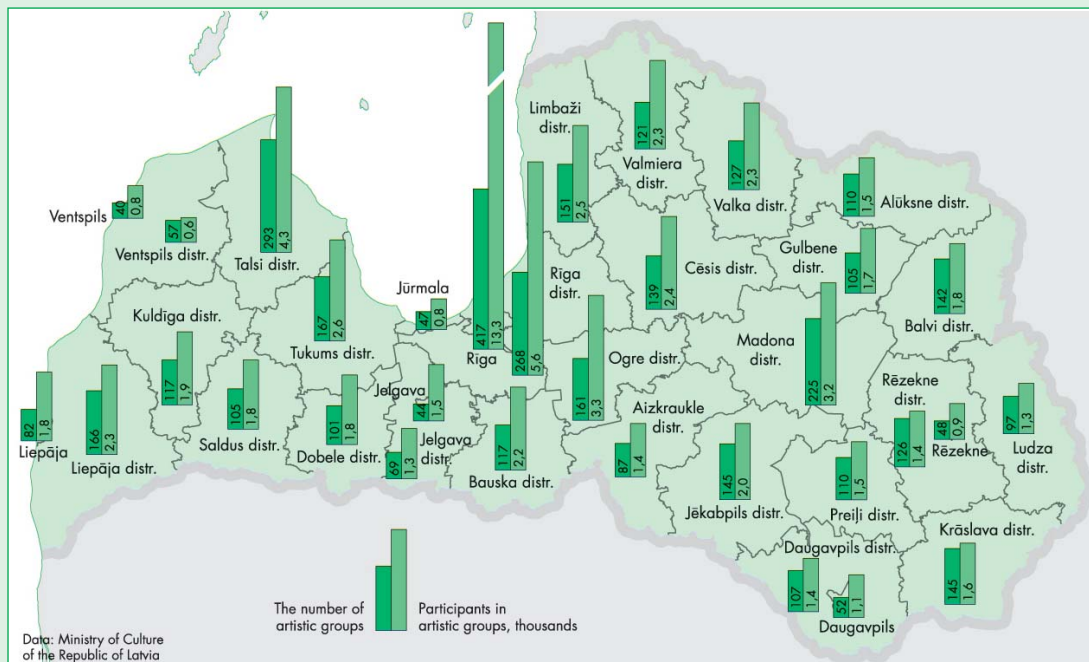 Ventspils
40
0,8
57
0,6
Ventspils distr.
293
4,3
Talsi distr.
Kuldīga distr.
117
1,9
167
2,6
Tukums distr.
Jūrmala
47
0,8
417
13,3
Rīga
268
5,6
Rīga
distr.
Limbaži
distr.
151
2,5
121
2,3
Valmiera
distr.
127
2,3
Valka distr.
110
1,5
Alūksne distr.
139
2,4
Cēsis distr.
Gulbene
distr.
105
1,7
142
1,8
Balvi distr.
82
1,8
Liepāja
166
2,3
Liepāja distr.
105
1,8
Saldus distr.
101
1,8
Dobele distr.
Jelgava
44
1,5
69
1,3
Jelgava
distr.
117
2,2
Bauska distr.
161
3,3
Ogre distr.
Madona
distr.
225
3,2
Aizkraukle
distr.
87
1,4
145
2,0
Jēkabpils distr.
110
1,5
Preiļi distr.
Rēzekne
distr.
126
1,4
48
0,9
Rēzekne
97
1,3
Ludza
distr.
Daugavpils distr.
107
1,4
52
1,1
Daugavpils
Krāslava distr.
145
1,6
The number of
artistic groups
Participants in
artistic groups, thousands
Data: Ministry of Culture
of the Republic of Latvia